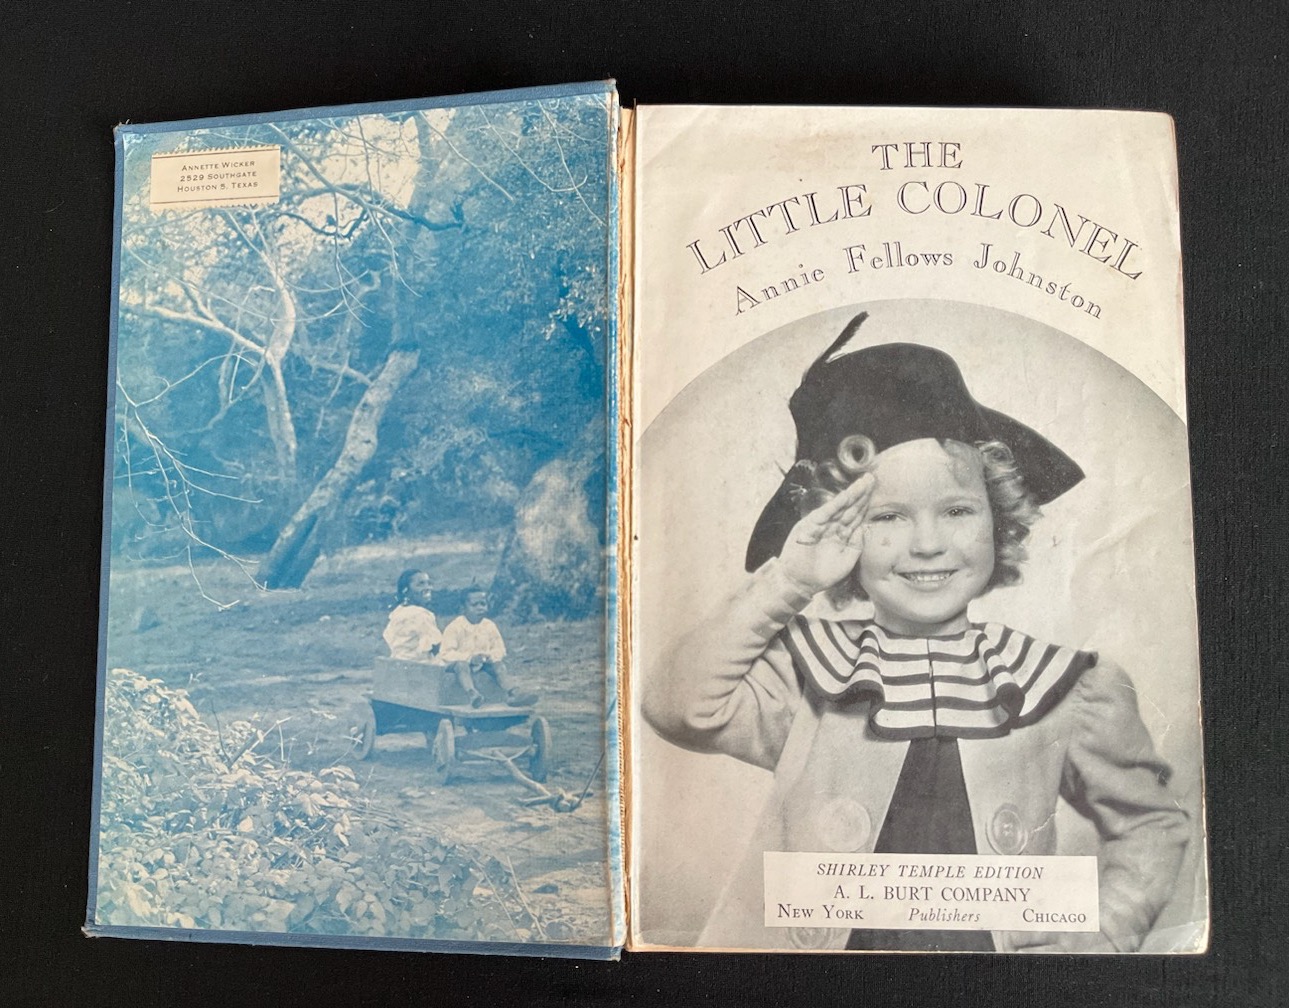 ANNETTE WICKER
2529 SOUTHGATE
HOUSTON 5, TEXAS
THE
LITTLE COLONEL
Annie Fellows Johnston
SHIRLEY TEMPLE EDITION
A. L. BURT COMPANY
NEW YORK Publishers CHICAGO